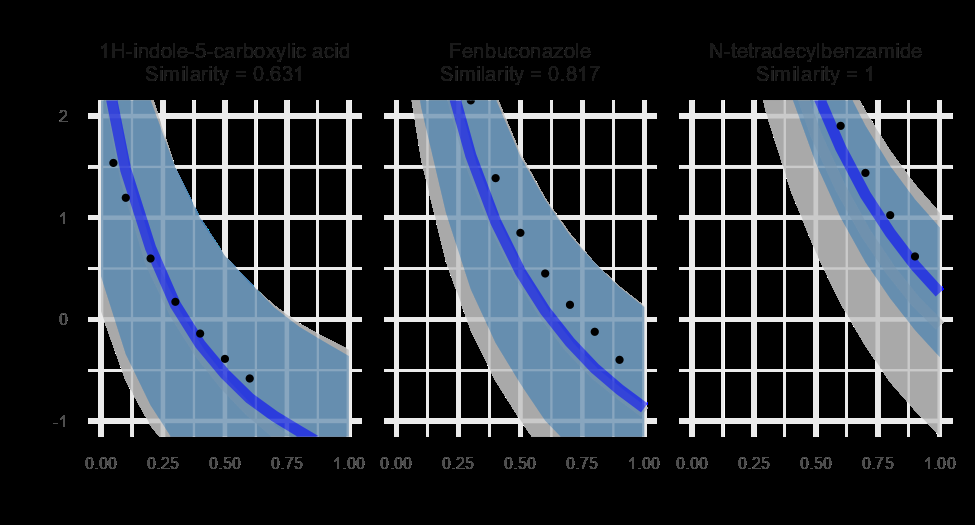 1H-indole-5-carboxylic acid
Similarity = 0.631
Fenbuconazole
Similarity = 0.817
N-tetradecylbenzamide
Similarity = 1
2
1
0
-1
0.00 0.25 0.50 0.75 1.00
0.00 0.25 0.50 0.75 1.00
0.00 0.25 0.50 0.75 1.00